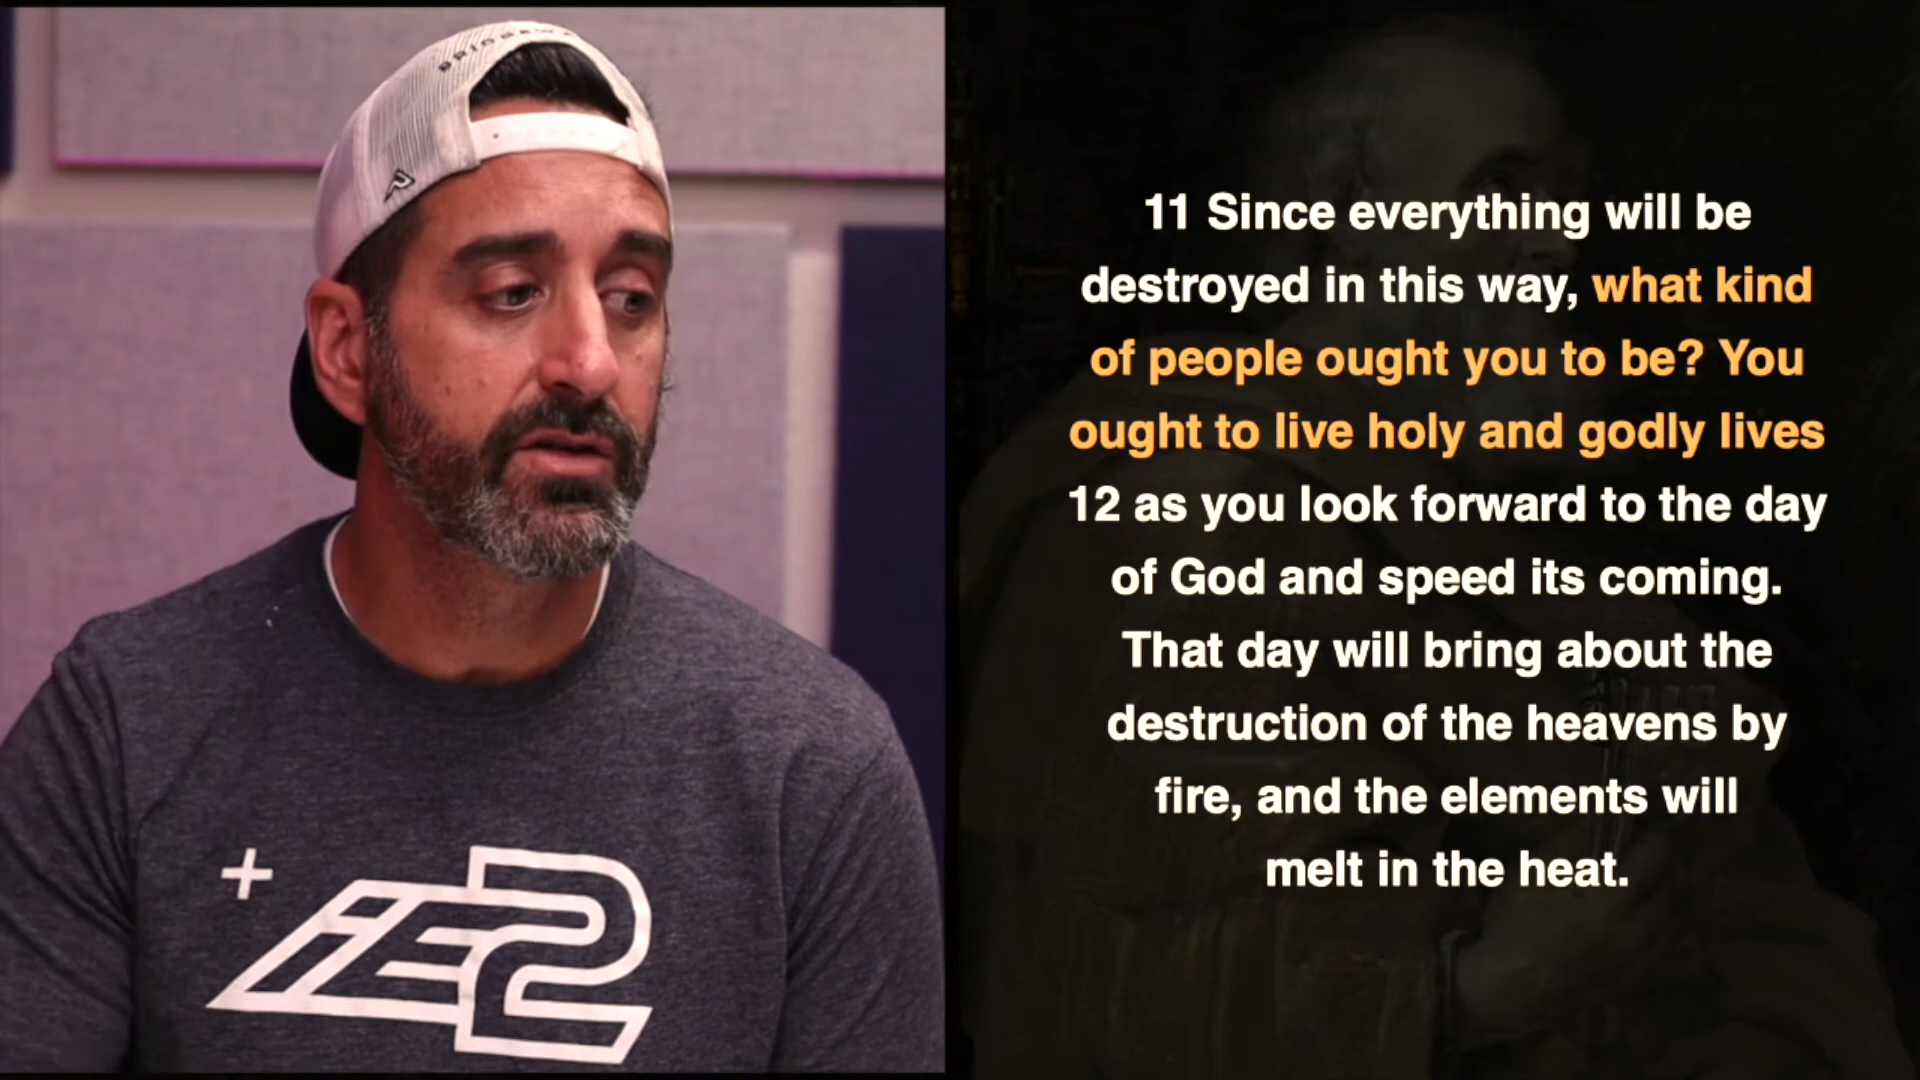 BRIDGEWA
+
iE2
11 Since everything will be
destroyed in this way, what kind
of people ought you to be? You
ought to live holy and godly lives
12 as you look forward to the day
of God and speed its coming.
That day will bring about the
destruction of the heavens by
fire, and the elements will
melt in the heat.